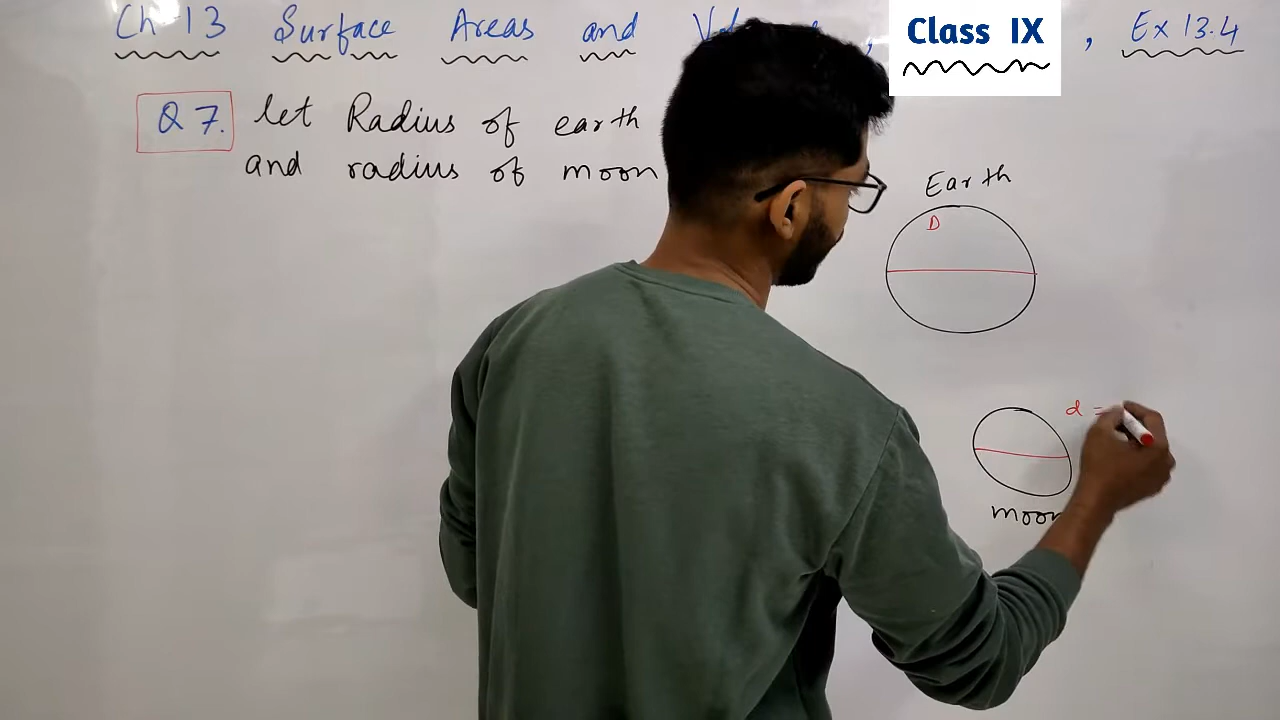 Ch 13 Surface Areas and , Class IX , Ex 13.4
Q 7. let Radius of earth
and radius of moon
Earth
D
d =
moon